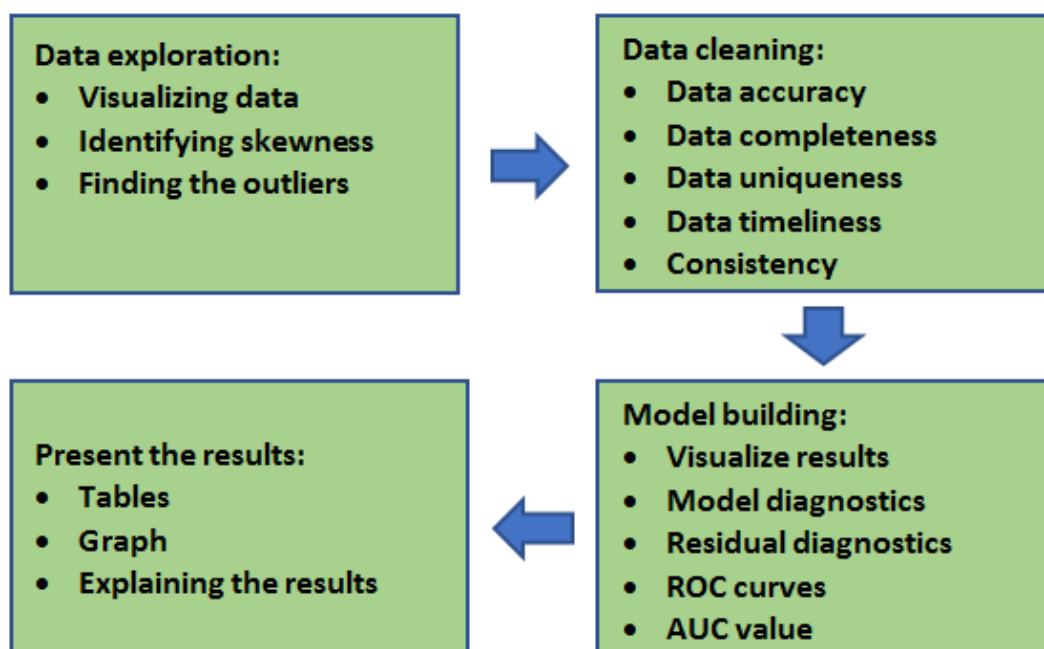 Data exploration:
• Visualizing data
• Identifying skewness
• Finding the outliers
Data cleaning:
• Data accuracy
• Data completeness
• Data uniqueness
• Data timeliness
• Consistency
Model building:
• Visualize results
• Model diagnostics
• Residual diagnostics
• ROC curves
• AUC value
Present the results:
• Tables
• Graph
• Explaining the results